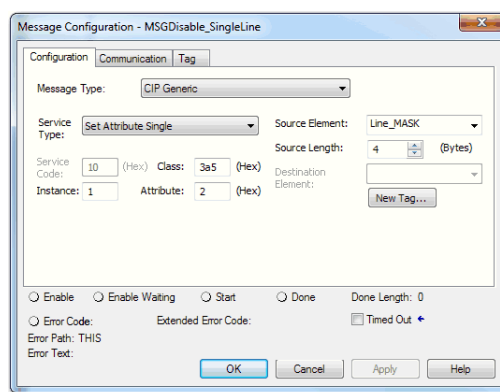 Message Configuration - MSGDisable_SingleLine
Configuration Communication Tag
Message Type: CIP Generic
Service Type: Set Attribute Single
Source Element: Line_MASK
Source Length: 4 (Bytes)
Service Code: 10 (Hex) Class: 3a5 (Hex)
Destination Element:
Instance: 1 Attribute: 2 (Hex)
New Tag...
Enable Enable Waiting Start Done Done Length: 0
Error Code: Extended Error Code: Timed Out
Error Path: THIS
Error Text:
OK Cancel Apply Help